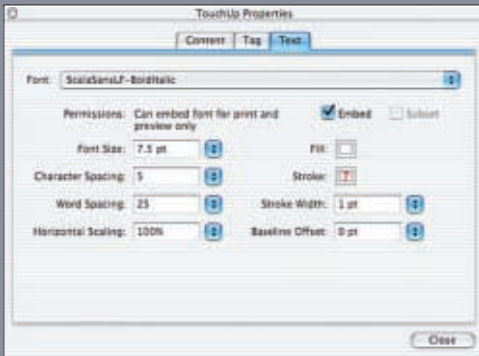 TouchUp Properties
Content Tag Text
Font: ScalaSansLF-BoldItalic
Permissions: Can embed font for print and preview only
Embed Subset
Font Size: 7.5 pt Fill:
Character Spacing: 5 Stroke: ?
Word Spacing: 25 Stroke Width: 1 pt
Horizontal Scaling: 100% Baseline Offset: 0 pt
Close